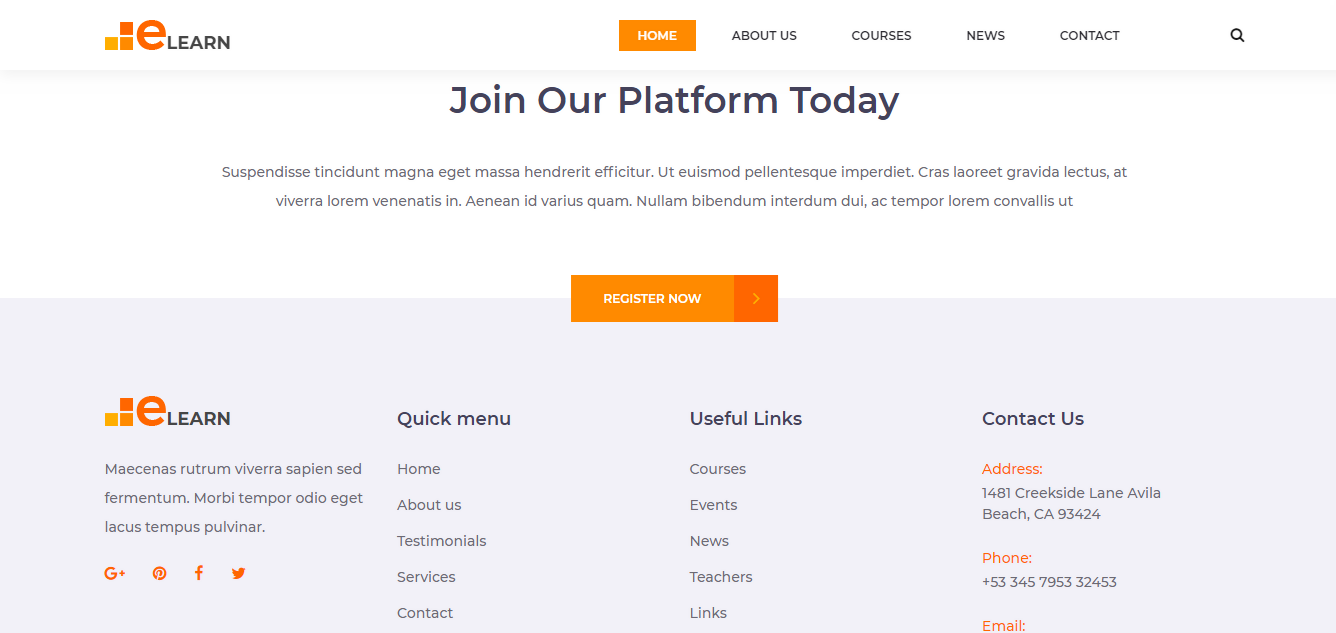 eLEARN
HOME ABOUT US COURSES NEWS CONTACT
Join Our Platform Today
Suspendisse tincidunt magna eget massa hendrerit efficitur. Ut euismod pellentesque imperdiet. Cras laoreet gravida lectus, at
viverra lorem venenatis in. Aenean id varius quam. Nullam bibendum interdum dui, ac tempor lorem convallis ut
REGISTER NOW
eLEARN
Maecenas rutrum viverra sapien sed
fermentum. Morbi tempor odio eget
lacus tempus pulvinar.
G+
Quick menu
Home
About us
Testimonials
Services
Contact
Useful Links
Courses
Events
News
Teachers
Links
Contact Us
Address:
1481 Creekside Lane Avila
Beach, CA 93424
Phone:
+53 345 7953 32453
Email: